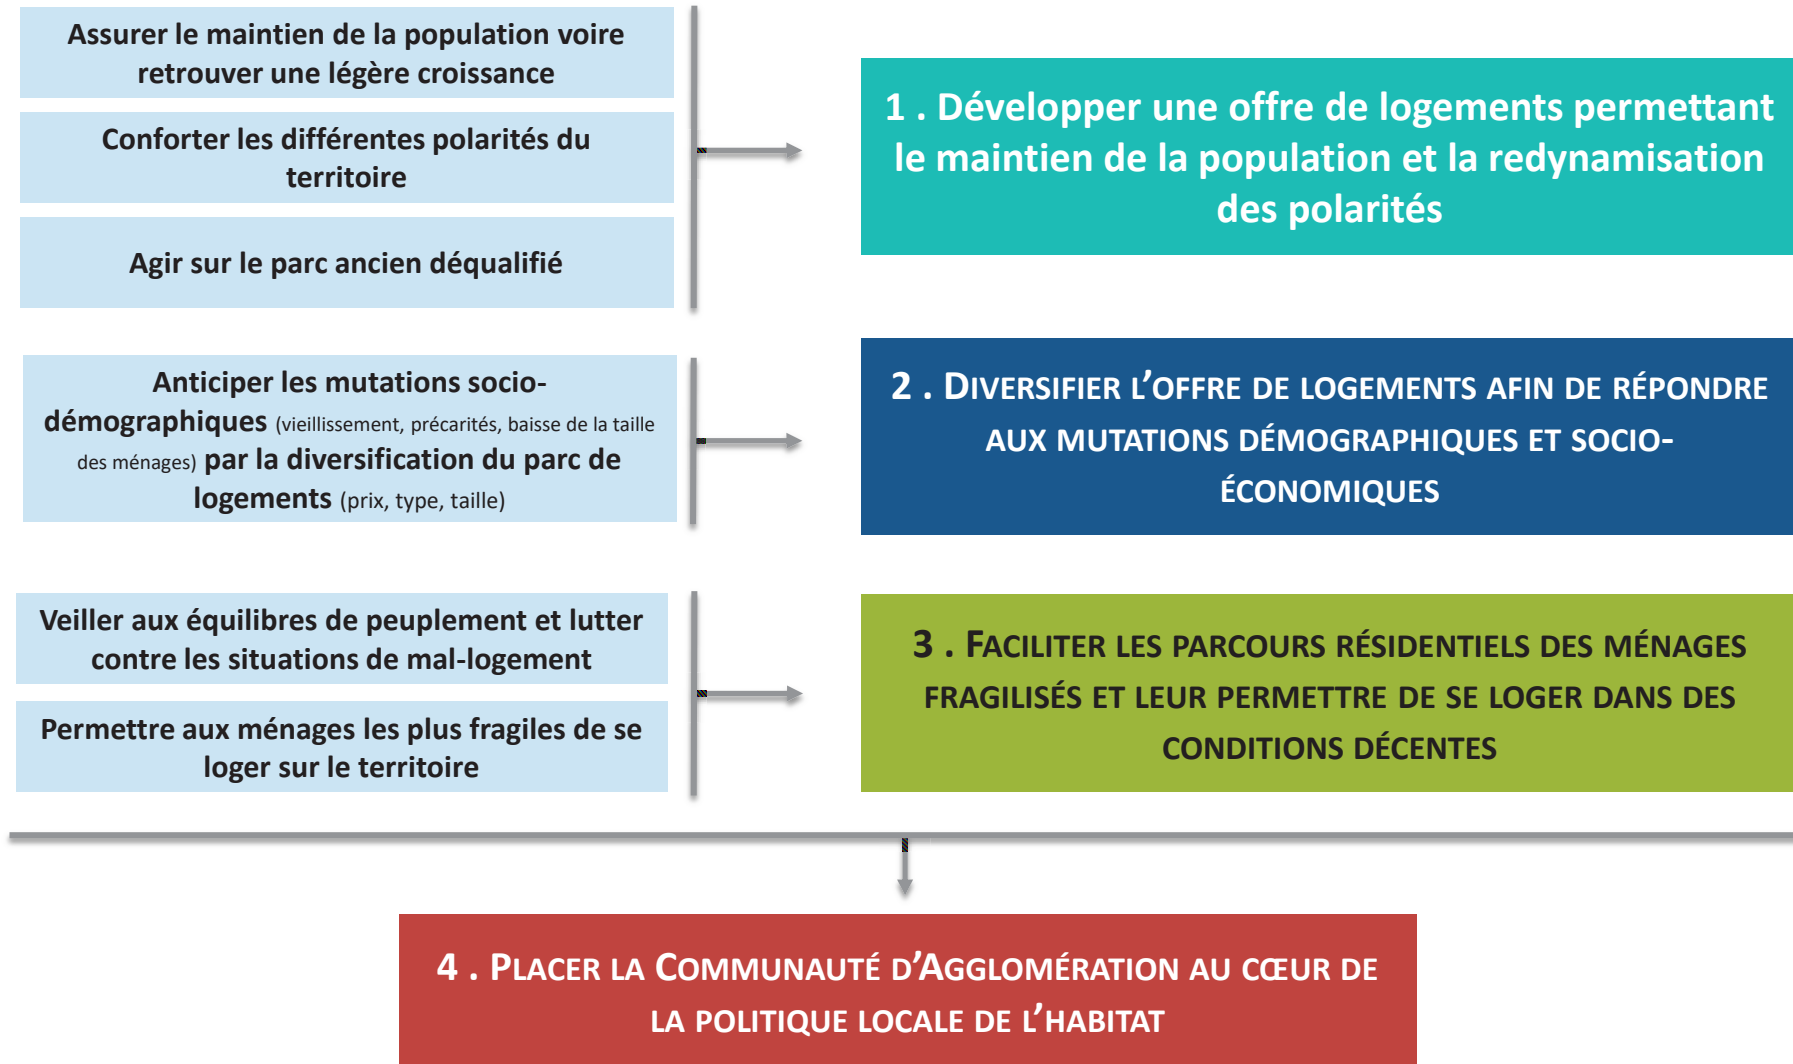 Assurer le maintien de la population voire
retrouver une légère croissance
Conforter les différentes polarités du
territoire
Agir sur le parc ancien déqualifié
1 . Développer une offre de logements permettant
le maintien de la population et la redynamisation
des polarités
Anticiper les mutations socio-
démographiques (vieillissement, précarités, baisse de la taille
des ménages) par la diversification du parc de
logements (prix, type, taille)
2 . DIVERSIFIER L'OFFRE DE LOGEMENTS AFIN DE RÉPONDRE
AUX MUTATIONS DÉMOGRAPHIQUES ET SOCIO-
ÉCONOMIQUES
Veiller aux équilibres de peuplement et lutter
contre les situations de mal-logement
Permettre aux ménages les plus fragiles de se
loger sur le territoire
3 . FACILITER LES PARCOURS RÉSIDENTIELS DES MÉNAGES
FRAGILISÉS ET LEUR PERMETTRE DE SE LOGER DANS DES
CONDITIONS DÉCENTES
4 . PLACER LA COMMUNAUTÉ D'AGGLOMÉRATION AU CŒUR DE
LA POLITIQUE LOCALE DE L'HABITAT